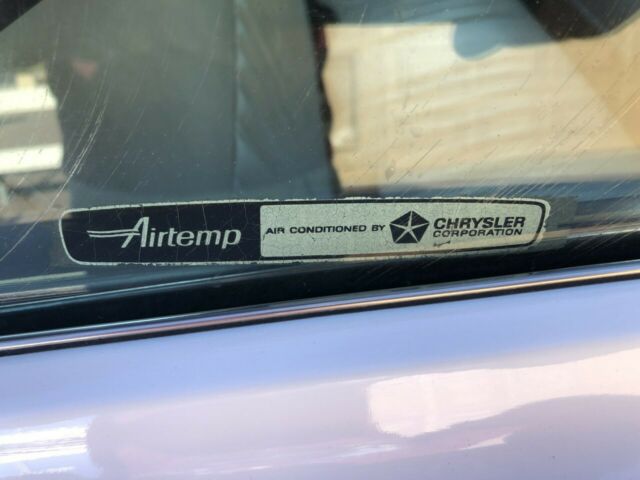 Airtemp
AIR CONDITIONED BY
CHRYSLER
CORPORATION